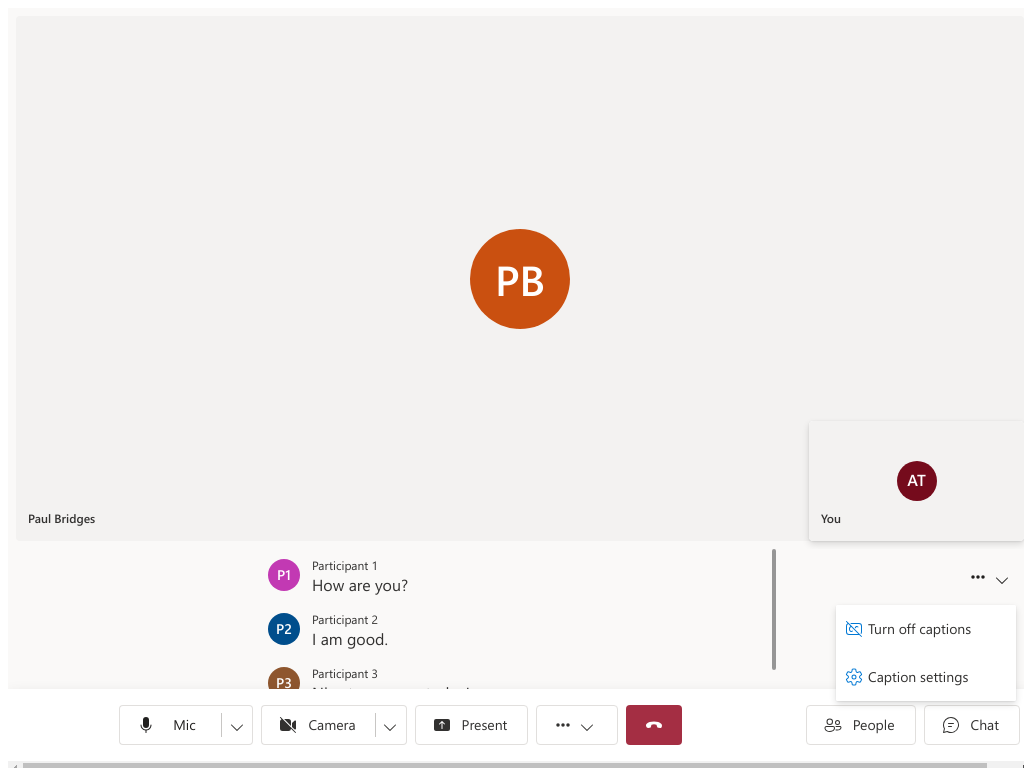 PB
AT
Paul Bridges
You
P1
Participant 1
How are you?
P2
Participant 2
I am good.
P3
Participant 3
Turn off captions
Caption settings
Mic
Camera
Present
People
Chat